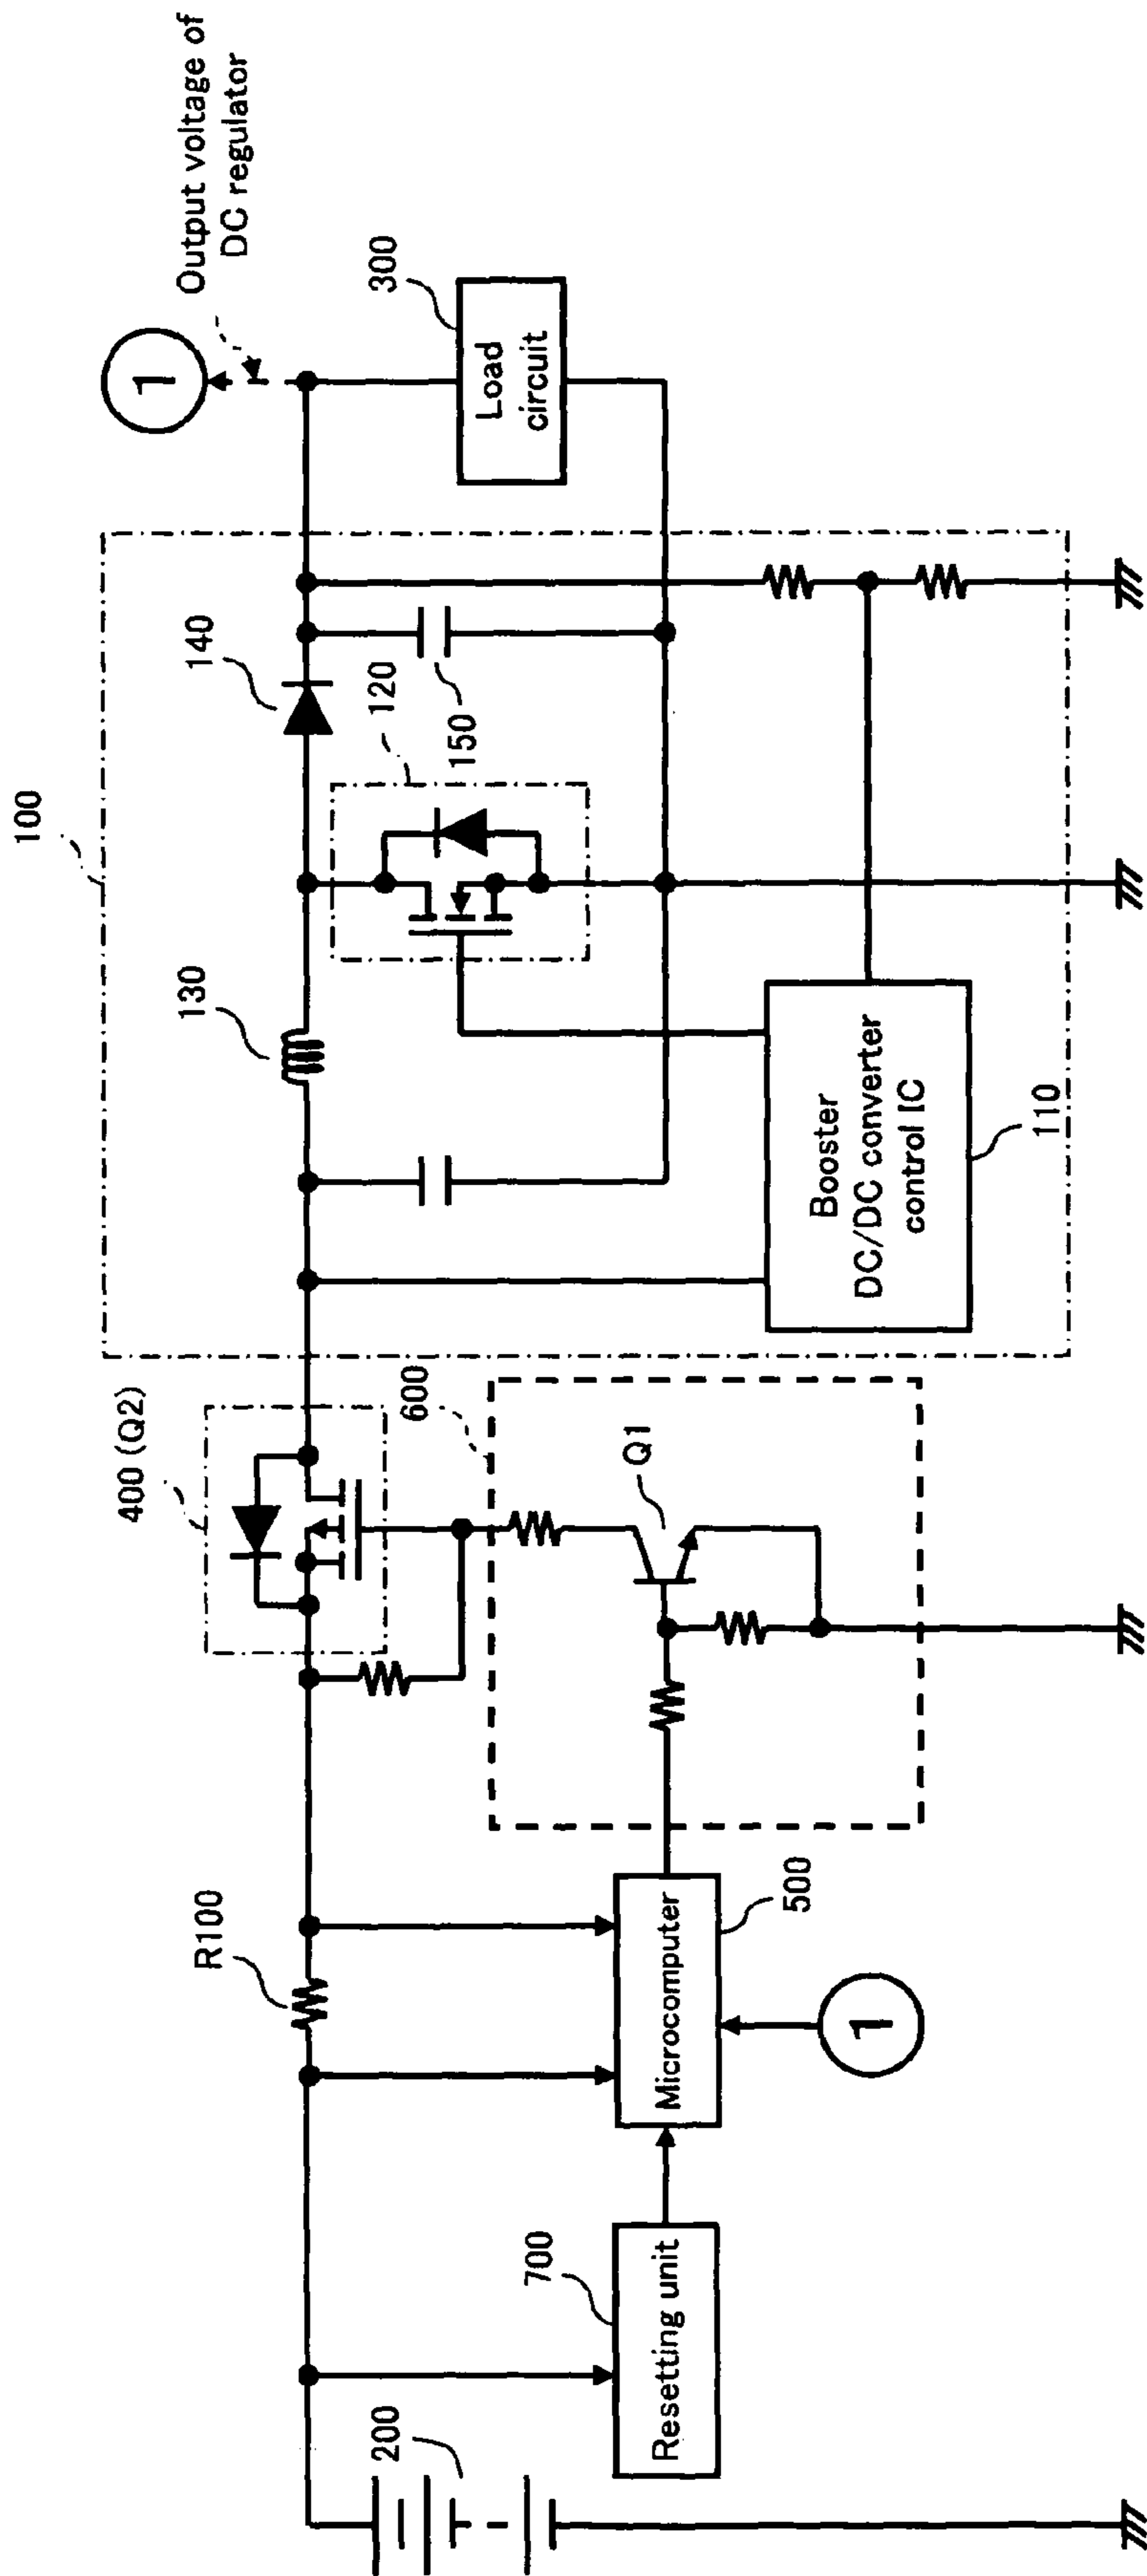 100
1
Output voltage of
DC regulator
400 (Q2)
130
140
120
150
300
Load
circuit
R100
600
Q1
200
700
Resetting unit
Microcomputer
500
1
Booster
DC/DC converter
control IC
110